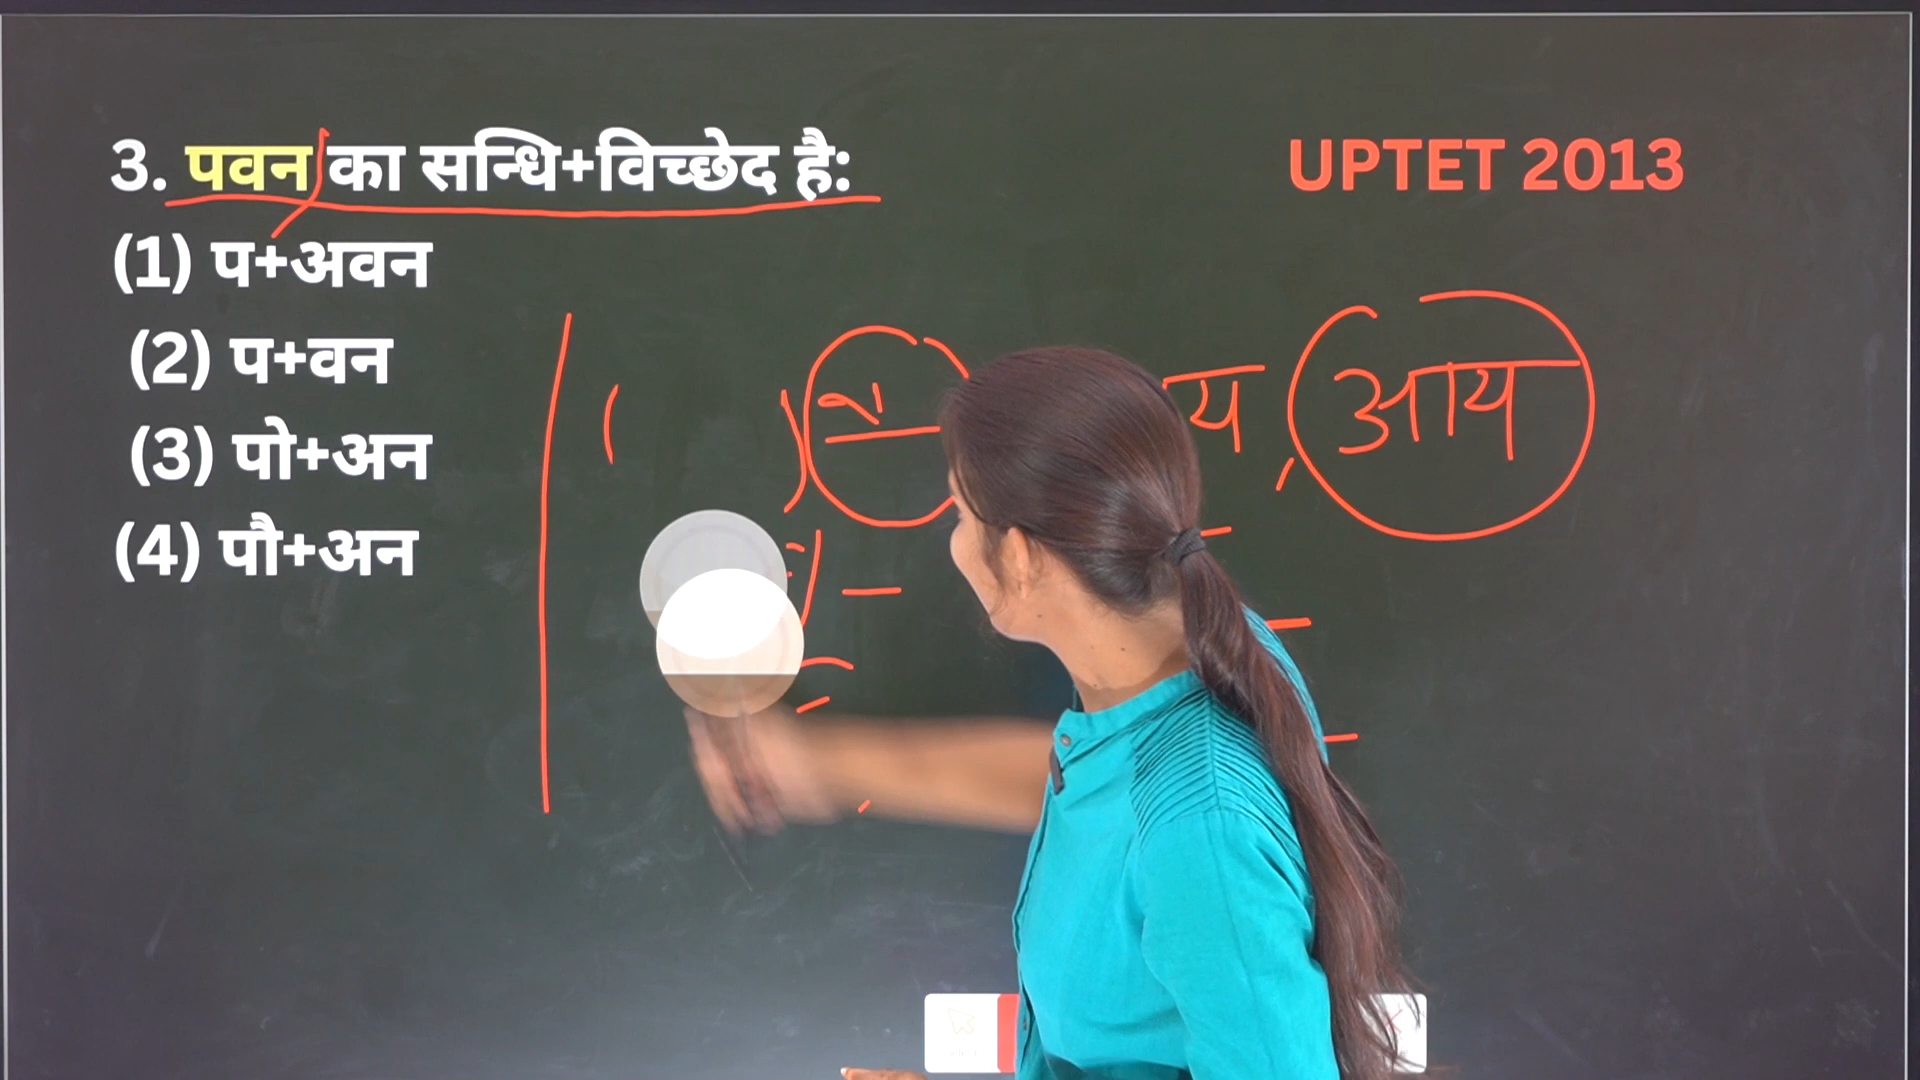 3. पवन का सन्धि+विच्छेद है:
UPTET 2013
(1) प+अवन
(2) प+वन
(3) पो+अन
(4) पौ+अन
य, आय